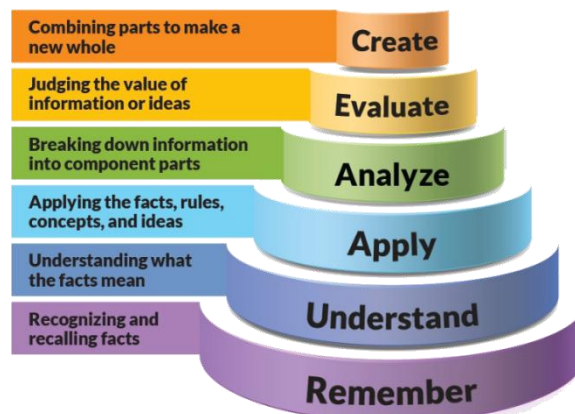 Combining parts to make a
new whole
Create
Judging the value of
information or ideas
Evaluate
Breaking down information
into component parts
Analyze
Applying the facts, rules,
concepts, and ideas
Apply
Understanding what
the facts mean
Understand
Recognizing and
recalling facts
Remember